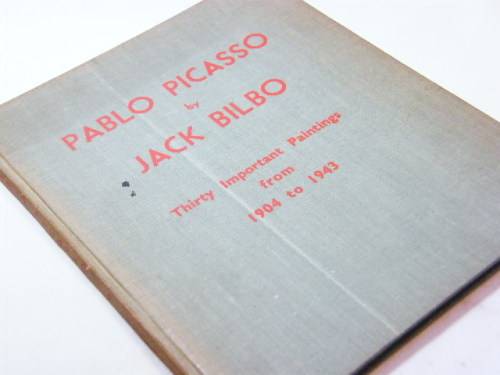 PABLO PICASSO
by
JACK BILBO
Thirty Important Paintings
from
1904 to 1943